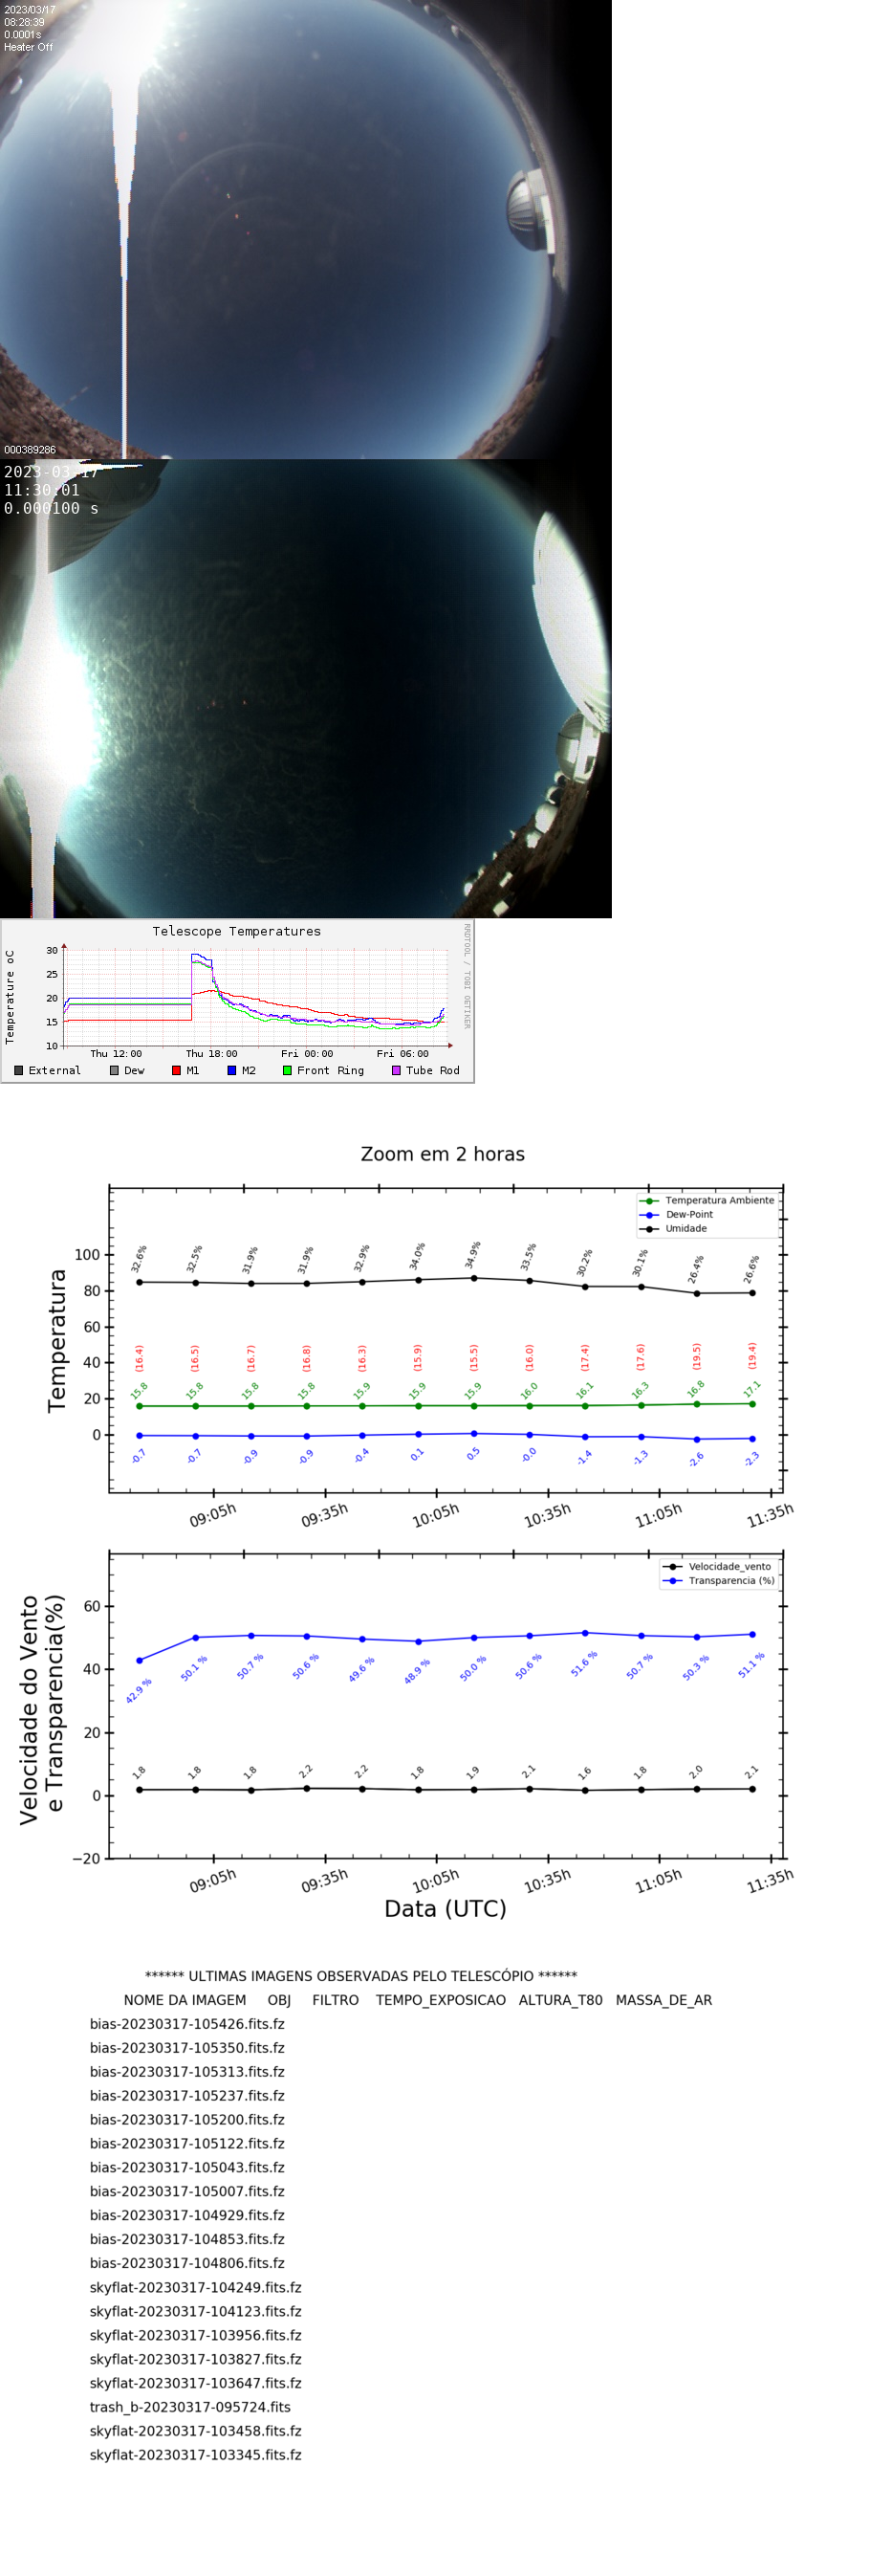 2023/03/17
08:28:39
0.0001s
Heater Off
000389286
2023-03-17
11:30:01
0.000100 s
Telescope Temperatures
RRDTOOL / TOBI OETIKER
Temperature oC
30
25
20
15
10
Thu 12:00 Thu 18:00 Fri 00:00 Fri 06:00
External Dew M1 M2 Front Ring Tube Rod
Zoom em 2 horas
Temperatura Ambiente
Dew-Point
Umidade
Temperatura
100
80
60
40
20
0
32.6% 32.5% 31.9% 31.9% 32.9% 34.0% 34.9% 33.5% 30.2% 30.1% 26.4% 26.6%
(16.4) (16.5) (16.7) (16.8) (16.3) (15.9) (15.5) (16.0) (17.4) (17.6) (19.5) (19.4)
15.8 15.8 15.8 15.8 15.9 15.9 15.9 16.0 16.1 16.3 16.8 17.1
-0.7 -0.7 -0.9 -0.9 -0.4 0.1 0.5 -0.0 -1.4 -1.3 -2.6 -2.3
09:05h 09:35h 10:05h 10:35h 11:05h 11:35h
Velocidade_vento
Transparencia (%)
Velocidade do Vento
e Transparencia(%)
60
40
20
0
−20
42.9 % 50.1 % 50.7 % 50.6 % 49.6 % 48.9 % 50.0 % 50.6 % 51.6 % 50.7 % 50.3 % 51.1 %
1.8 1.8 1.8 2.2 2.2 1.8 1.9 2.1 1.6 1.8 2.0 2.1
09:05h 09:35h 10:05h 10:35h 11:05h 11:35h
Data (UTC)
****** ULTIMAS IMAGENS OBSERVADAS PELO TELESCÓPIO ******
NOME DA IMAGEM OBJ FILTRO TEMPO_EXPOSICAO ALTURA_T80 MASSA_DE_AR
bias-20230317-105426.fits.fz
bias-20230317-105350.fits.fz
bias-20230317-105313.fits.fz
bias-20230317-105237.fits.fz
bias-20230317-105200.fits.fz
bias-20230317-105122.fits.fz
bias-20230317-105043.fits.fz
bias-20230317-105007.fits.fz
bias-20230317-104929.fits.fz
bias-20230317-104853.fits.fz
bias-20230317-104806.fits.fz
skyflat-20230317-104249.fits.fz
skyflat-20230317-104123.fits.fz
skyflat-20230317-103956.fits.fz
skyflat-20230317-103827.fits.fz
skyflat-20230317-103647.fits.fz
trash_b-20230317-095724.fits
skyflat-20230317-103458.fits.fz
skyflat-20230317-103345.fits.fz